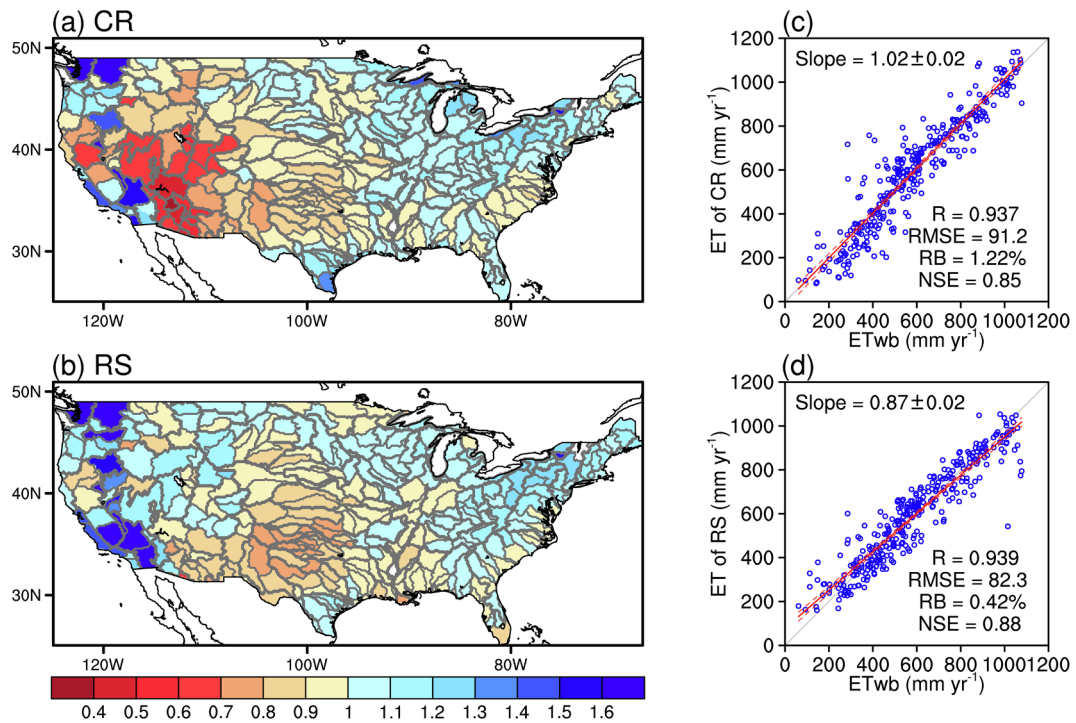 (a) CR
50N
40N
30N
120W 100W 80W
(b) RS
50N
40N
30N
120W 100W 80W
0.4 0.5 0.6 0.7 0.8 0.9 1 1.1 1.2 1.3 1.4 1.5 1.6
(c)
Slope = 1.02±0.02
ET of CR (mm yr⁻¹)
1200
1000
800
600
400
200
0
R = 0.937
RMSE = 91.2
RB = 1.22%
NSE = 0.85
0 200 400 600 800 1000 1200
ETwb (mm yr⁻¹)
(d)
Slope = 0.87±0.02
ET of RS (mm yr⁻¹)
1200
1000
800
600
400
200
0
R = 0.939
RMSE = 82.3
RB = 0.42%
NSE = 0.88
0 200 400 600 800 1000 1200
ETwb (mm yr⁻¹)